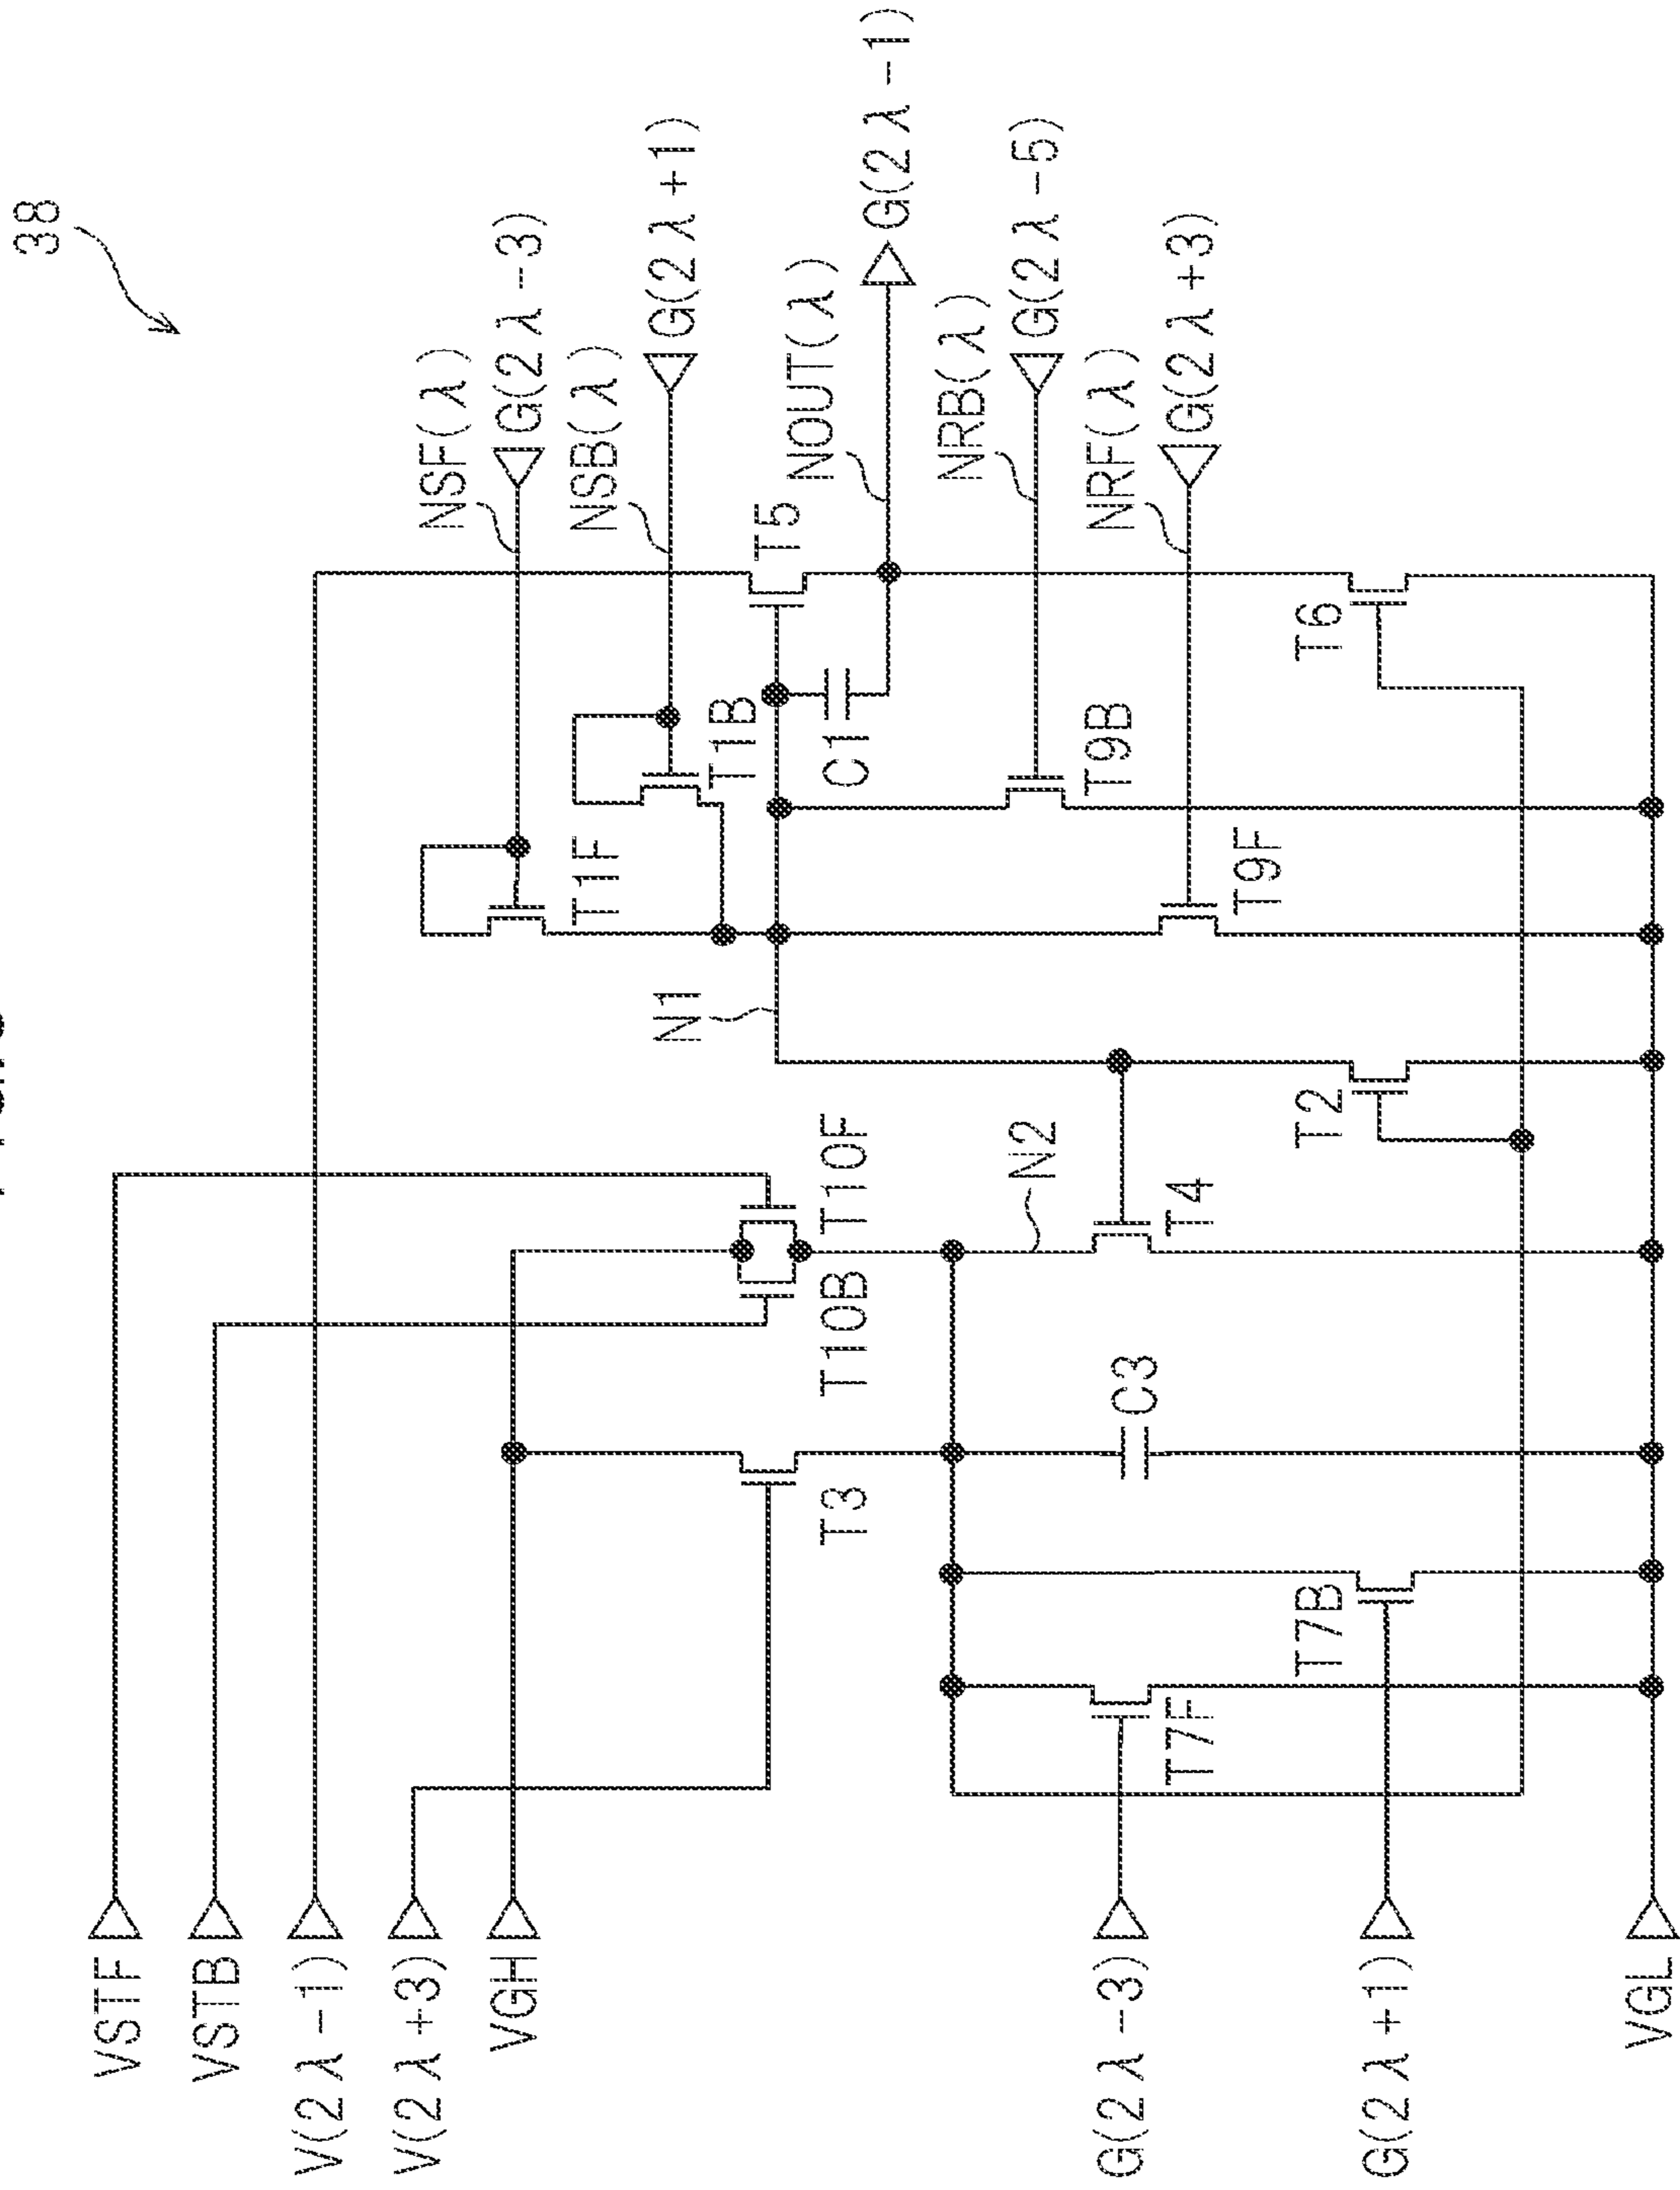 38
VSTF
VSTB
V(2λ-1)
V(2λ+3)
VGH
NSF(λ)
G(2λ-3)
NSB(λ)
G(2λ+1)
T1F
N1
T1B
T5
NOUT(λ)
G(2λ-1)
T3
T10B
T10F
C1
NRB(λ)
G(2λ-5)
N2
T9B
NRF(λ)
G(2λ+3)
G(2λ-3)
T7F
C3
T4
T9F
G(2λ+1)
T7B
T2
T6
VGL